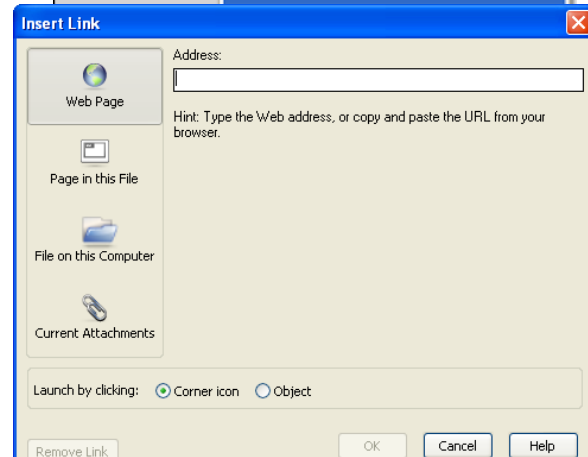 Insert Link
Address:
Web Page
Hint: Type the Web address, or copy and paste the URL from your
browser.
Page in this File
File on this Computer
Current Attachments
Launch by clicking: Corner icon Object
Remove Link OK Cancel Help